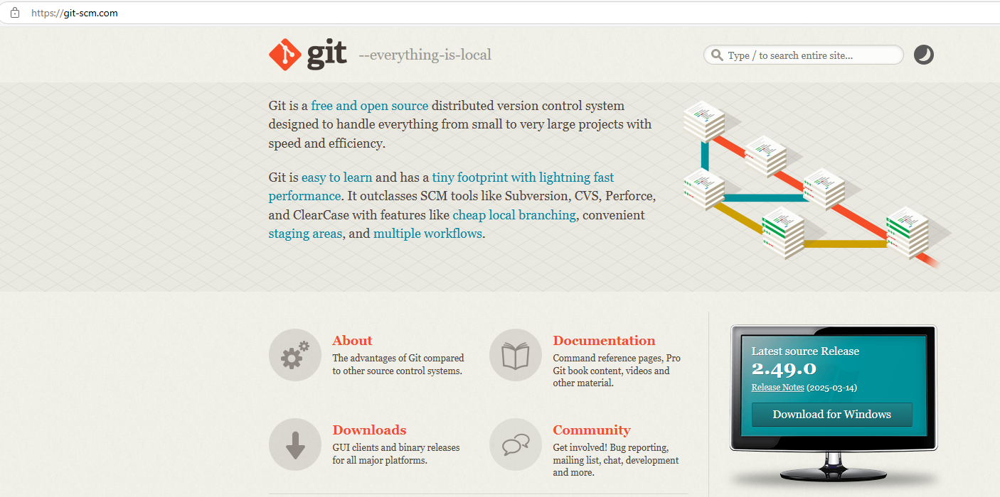 https://git-scm.com
git --everything-is-local
Type / to search entire site...
Git is a free and open source distributed version control system
designed to handle everything from small to very large projects with
speed and efficiency.
Git is easy to learn and has a tiny footprint with lightning fast
performance. It outclasses SCM tools like Subversion, CVS, Perforce,
and ClearCase with features like cheap local branching, convenient
staging areas, and multiple workflows.
About
The advantages of Git compared
to other source control systems.
Documentation
Command reference pages, Pro
Git book content, videos and
other material.
Downloads
GUI clients and binary releases
for all major platforms.
Community
Get involved! Bug reporting,
mailing list, chat, development
and more.
Latest source Release
2.49.0
Release Notes (2025-03-14)
Download for Windows